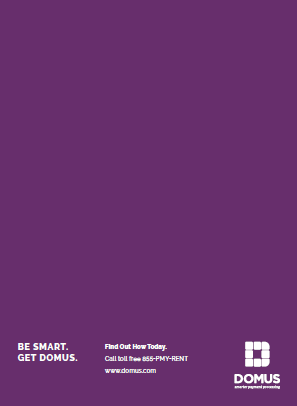 BE SMART.
GET DOMUS.
Find Out How Today.
Call toll free 855-PMY-RENT
www.domus.com
DOMUS
smarter payment processing